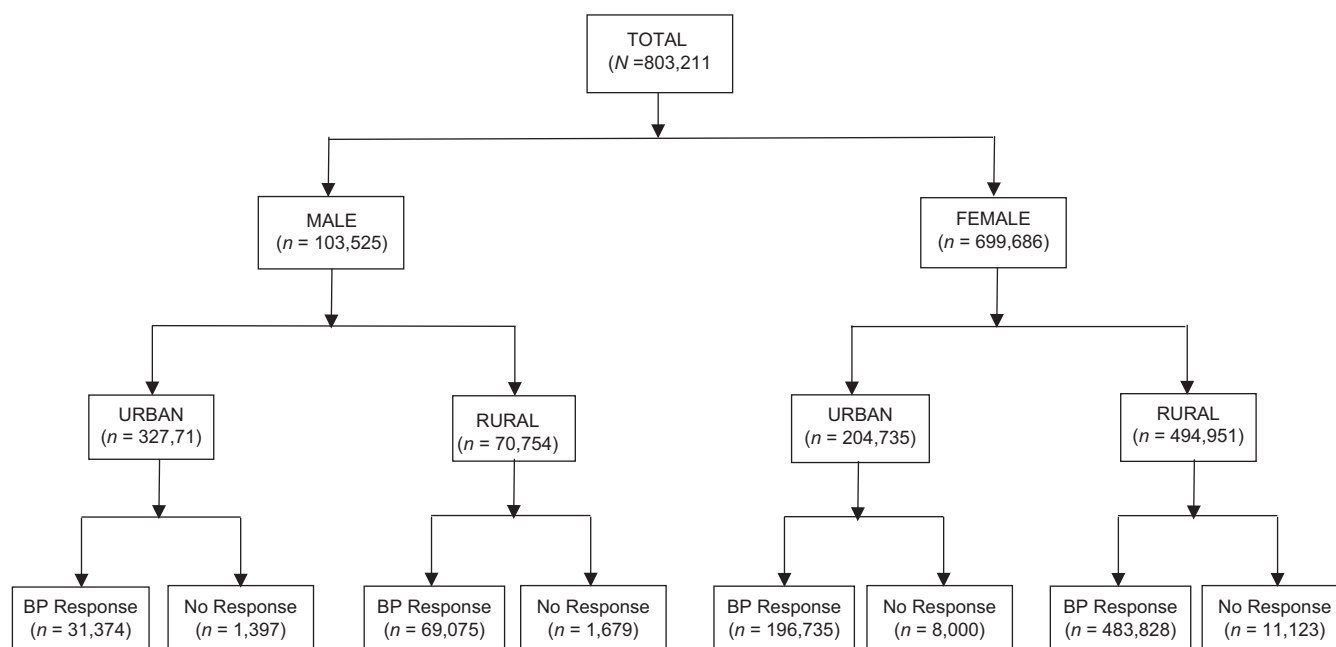 TOTAL
(N =803,211
MALE
(n = 103,525)
FEMALE
(n = 699,686)
URBAN
(n = 327,71)
RURAL
(n = 70,754)
URBAN
(n = 204,735)
RURAL
(n = 494,951)
BP Response
(n = 31,374)
No Response
(n = 1,397)
BP Response
(n = 69,075)
No Response
(n = 1,679)
BP Response
(n = 196,735)
No Response
(n = 8,000)
BP Response
(n = 483,828)
No Response
(n = 11,123)